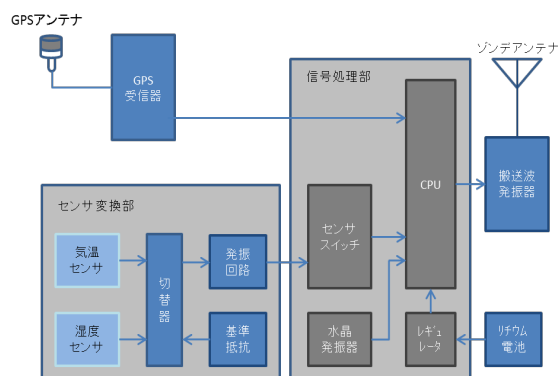 GPSアンテナ
GPS
受信器
信号処理部
ゾンデアンテナ
CPU
搬送波
発振器
センサ変換部
センサ
スイッチ
気温
センサ
切
替
器
発振
回路
湿度
センサ
基準
抵抗
水晶
発振器
レギュ
レータ
リチウム
電池